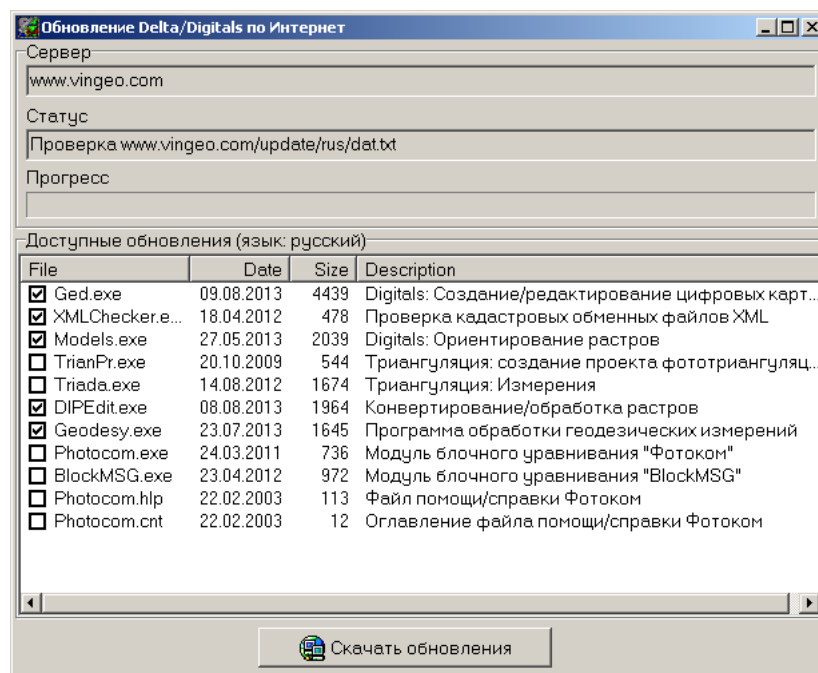 Обновление Delta/Digitals по Интернет
Сервер
www.vingeo.com
Статус
Проверка www.vingeo.com/update/rus/dat.txt
Прогресс
Доступные обновления (язык: русский)
File Date Size Description
Ged.exe 09.08.2013 4439 Digitals: Создание/редактирование цифровых карт...
XMLChecker.e... 18.04.2012 478 Проверка кадастровых обменных файлов XML
Models.exe 27.05.2013 2039 Digitals: Ориентирование растров
TrianPr.exe 20.10.2009 544 Триангуляция: создание проекта фототриангуляц...
Triada.exe 14.08.2012 1674 Триангуляция: Измерения
DIPEdit.exe 08.08.2013 1964 Конвертирование/обработка растров
Geodesy.exe 23.07.2013 1645 Программа обработки геодезических измерений
Photocom.exe 24.03.2011 736 Модуль блочного уравнивания "Фотоком"
BlockMSG.exe 23.04.2012 972 Модуль блочного уравнивания "BlockMSG"
Photocom.hlp 22.02.2003 113 Файл помощи/справки Фотоком
Photocom.cnt 22.02.2003 12 Оглавление файла помощи/справки Фотоком
Скачать обновления